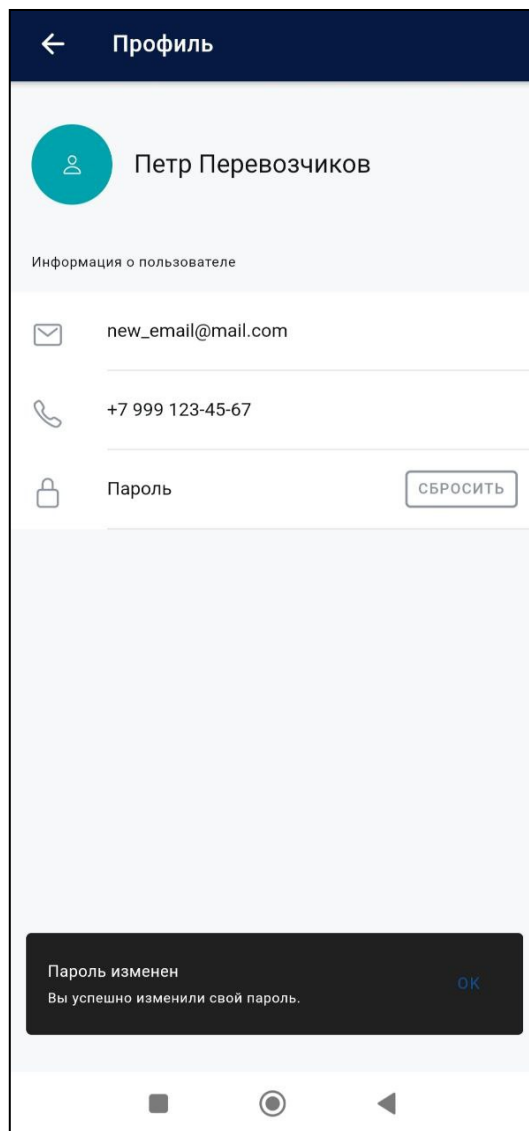 Профиль
Петр Перевозчиков
Информация о пользователе
new_email@mail.com
+7 999 123-45-67
Пароль СБРОСИТЬ
Пароль изменен
Вы успешно изменили свой пароль.
ОК